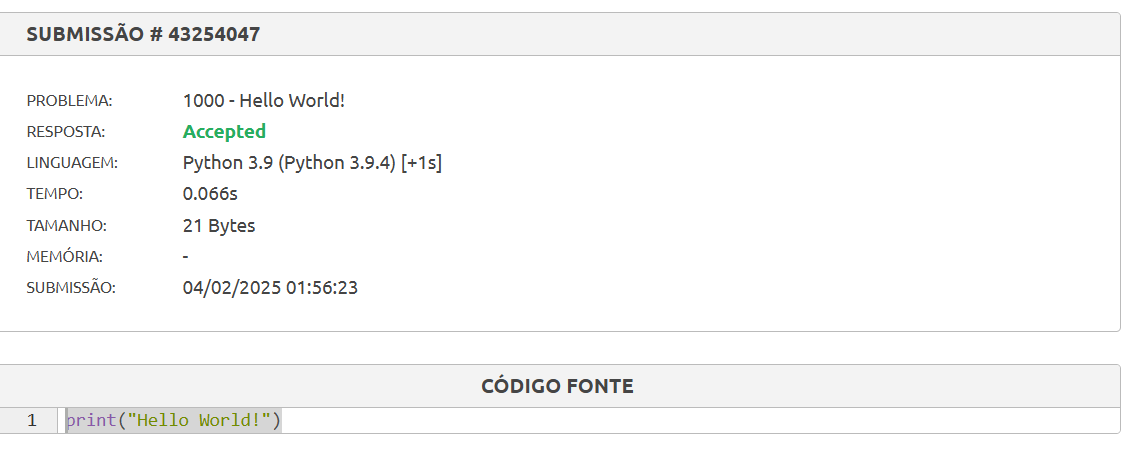 SUBMISSÃO # 43254047
PROBLEMA: 1000 - Hello World!
RESPOSTA: Accepted
LINGUAGEM: Python 3.9 (Python 3.9.4) [+1s]
TEMPO: 0.066s
TAMANHO: 21 Bytes
MEMÓRIA: -
SUBMISSÃO: 04/02/2025 01:56:23
CÓDIGO FONTE
1 print("Hello World!")